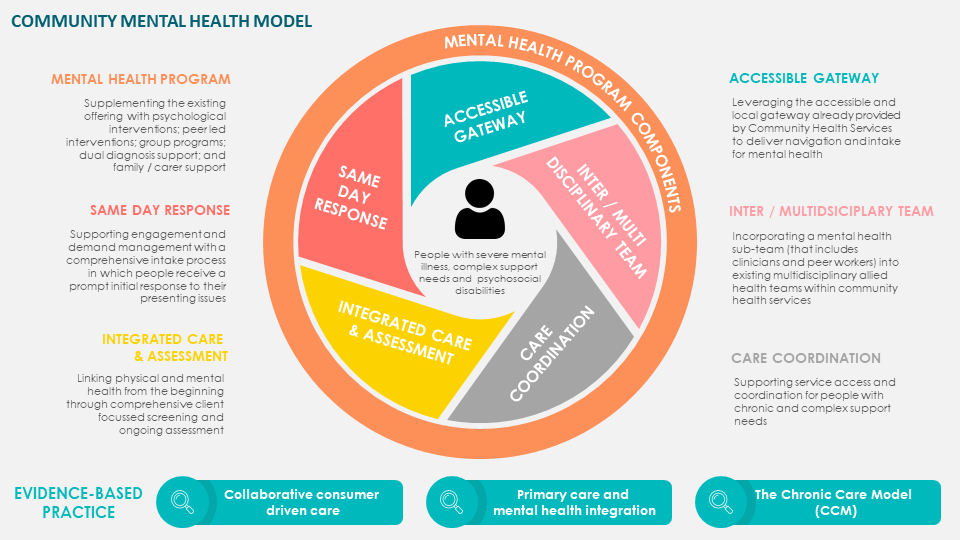 COMMUNITY MENTAL HEALTH MODEL
MENTAL HEALTH PROGRAM
Supplementing the existing
offering with psychological
interventions; peer led
interventions; group programs;
dual diagnosis support; and
family / carer support
SAME DAY RESPONSE
Supporting engagement and
demand management with a
comprehensive intake process
in which people receive a
prompt initial response to their
presenting issues
INTEGRATED CARE
& ASSESSMENT
Linking physical and mental
health from the beginning
through comprehensive client
focussed screening and
ongoing assessment
MENTAL HEALTH PROGRAM COMPONENTS
ACCESSIBLE
GATEWAY
INTER / MULTI
DISCIPLINARY TEAM
CARE
COORDINATION
INTEGRATED CARE
& ASSESSMENT
SAME
DAY
RESPONSE
People with severe mental
illness, complex support
needs and psychosocial
disabilities
ACCESSIBLE GATEWAY
Leveraging the accessible and
local gateway already provided
by Community Health Services
to deliver navigation and intake
for mental health
INTER / MULTIDSICIPLARY TEAM
Incorporating a mental health
sub-team (that includes
clinicians and peer workers) into
existing multidisciplinary allied
health teams within community
health services
CARE COORDINATION
Supporting service access and
coordination for people with
chronic and complex support
needs
EVIDENCE-BASED
PRACTICE
Collaborative consumer
driven care
Primary care and
mental health integration
The Chronic Care Model
(CCM)